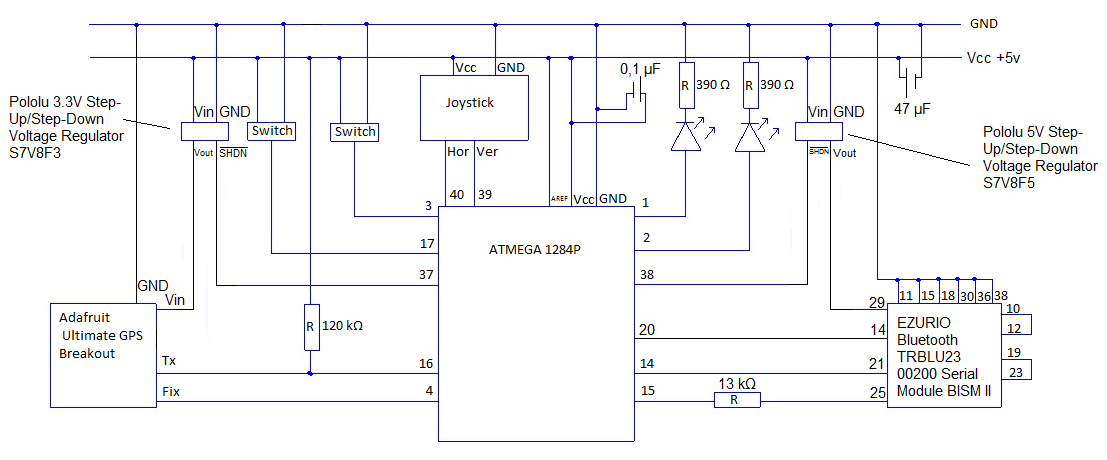 GND
Vcc +5v
Pololu 3.3V Step-
Up/Step-Down
Voltage Regulator
S7V8F3
Vin GND
Vout SHDN
Switch
Switch
Vcc GND
Joystick
Hor Ver
40 39
0,1 µF
R 390 Ω
R 390 Ω
Vin GND
SHDN Vout
47 µF
Pololu 5V Step-
Up/Step-Down
Voltage Regulator
S7V8F5
AREF Vcc GND
ATMEGA 1284P
3
17
37
16
4
1
2
38
20
14
15
GND
Vin
Adafruit
Ultimate GPS
Breakout
Tx
Fix
R 120 kΩ
13 kΩ
R
29
14
21
25
11 15 18 30 36 38
10
12
19
23
EZURIO
Bluetooth
TRBLU23
00200 Serial
Module BISM II